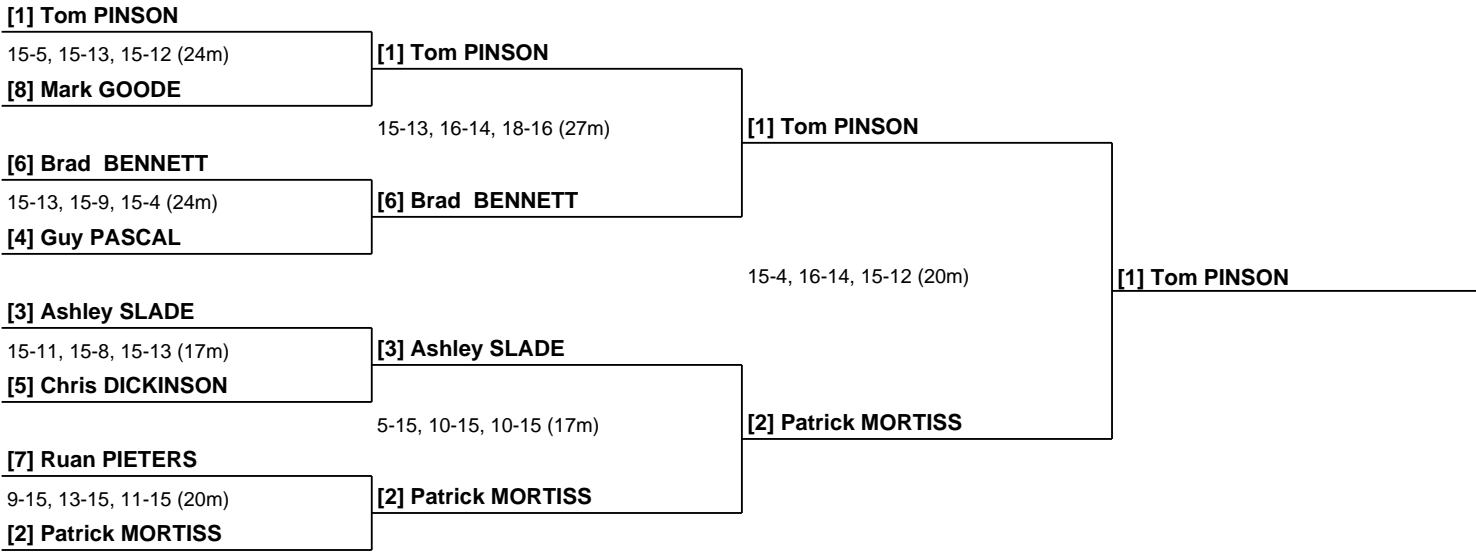 [1] Tom PINSON
15-5, 15-13, 15-12 (24m)
[8] Mark GOODE
[1] Tom PINSON
15-13, 16-14, 18-16 (27m)
[6] Brad  BENNETT
15-13, 15-9, 15-4 (24m)
[4] Guy PASCAL
[6] Brad  BENNETT
[1] Tom PINSON
15-4, 16-14, 15-12 (20m)
[1] Tom PINSON
[3] Ashley SLADE
15-11, 15-8, 15-13 (17m)
[5] Chris DICKINSON
[3] Ashley SLADE
5-15, 10-15, 10-15 (17m)
[2] Patrick MORTISS
[7] Ruan PIETERS
9-15, 13-15, 11-15 (20m)
[2] Patrick MORTISS
[2] Patrick MORTISS